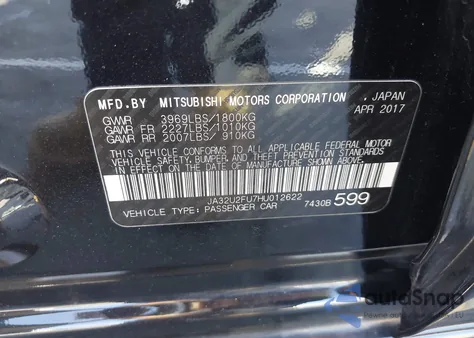 MFD.BY MITSUBISHI MOTORS CORPORATION , JAPAN
GVWR 3969LBS/1800KG APR 2017
GAWR FR 2227LBS/1010KG
GAWR RR 2007LBS/ 910KG
THIS VEHICLE CONFORMS TO ALL APPLICABLE FEDERAL MOTOR
VEHICLE SAFETY, BUMPER, AND THEFT PREVENTION STANDARDS
IN EFFECT ON THE DATE OF MANUFACTURE SHOWN ABOVE.
JA32U2FU7HU012622
VEHICLE TYPE: PASSENGER CAR 7430B 599
autoSnap